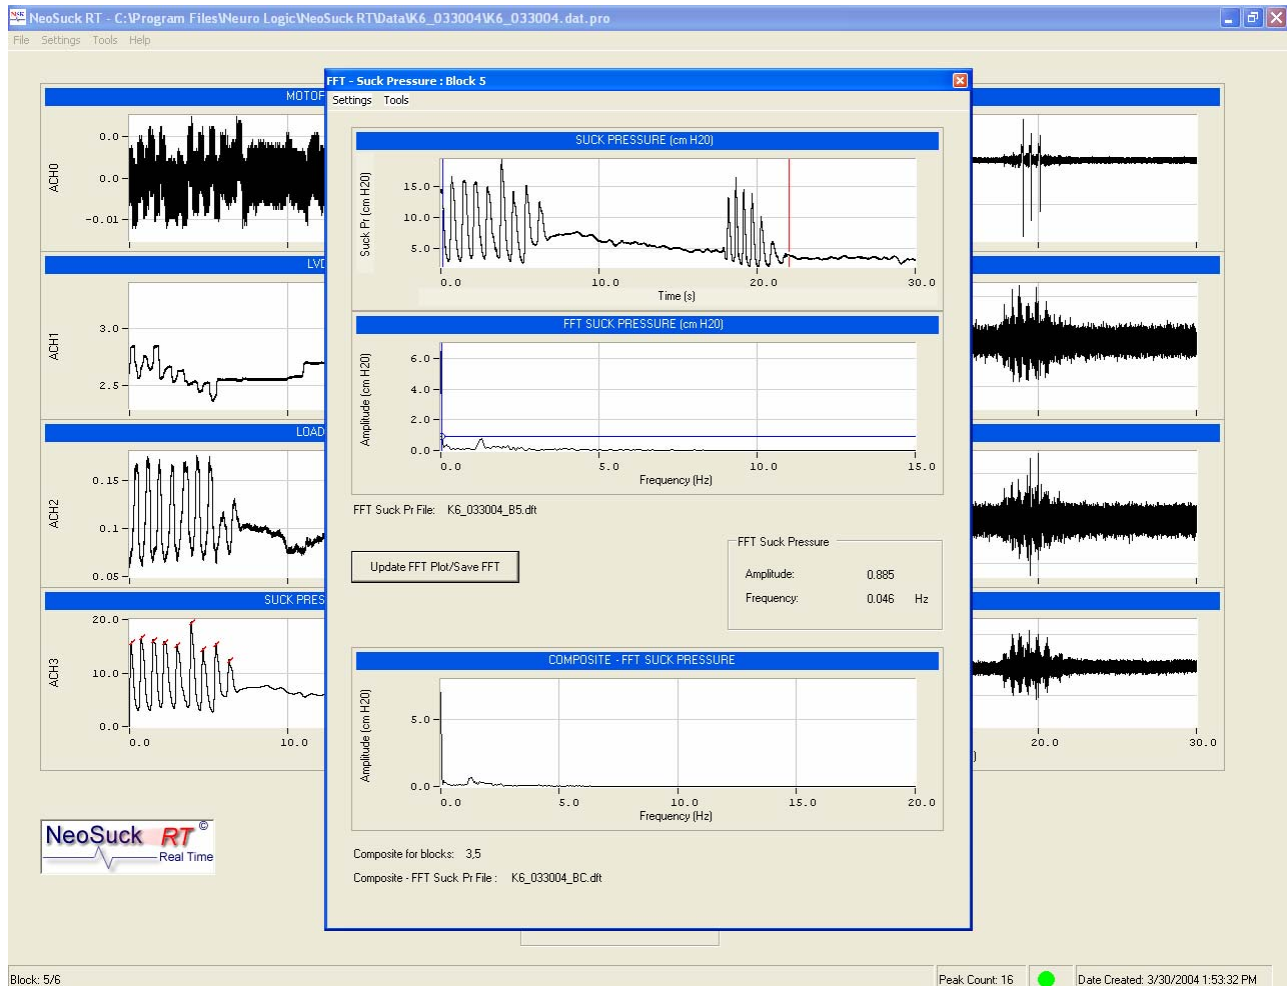 NeoSuck RT - C:\Program Files\Neuro Logic\NeoSuck RT\Data\K6_033004\K6_033004.dat.pro
File Settings Tools Help
ACH0
0.0
0.0
-0.01
ACH1
3.0
2.5
LOAD
ACH2
0.15
0.1
0.05
SUCK PRES
ACH3
20.0
10.0
0.0
0.0 10.0
FFT - Suck Pressure : Block 5
Settings Tools
SUCK PRESSURE (cm H20)
Suck Pr (cm H20)
15.0
10.0
5.0
0.0 10.0 20.0 30.0
Time (s)
FFT SUCK PRESSURE (cm H20)
Amplitude (cm H20)
6.0
4.0
2.0
0.0
0.0 5.0 10.0 15.0
Frequency (Hz)
FFT Suck Pr File: K6_033004_B5.dft
Update FFT Plot/Save FFT
FFT Suck Pressure
Amplitude: 0.885
Frequency: 0.046 Hz
COMPOSITE - FFT SUCK PRESSURE
Amplitude (cm H20)
5.0
0.0
0.0 5.0 10.0 15.0 20.0
Frequency (Hz)
Composite for blocks: 3,5
Composite - FFT Suck Pr File : K6_033004_BC.dft
20.0 30.0
NeoSuck RT ©
Real Time
Block: 5/6
Peak Count: 16
Date Created: 3/30/2004 1:53:32 PM